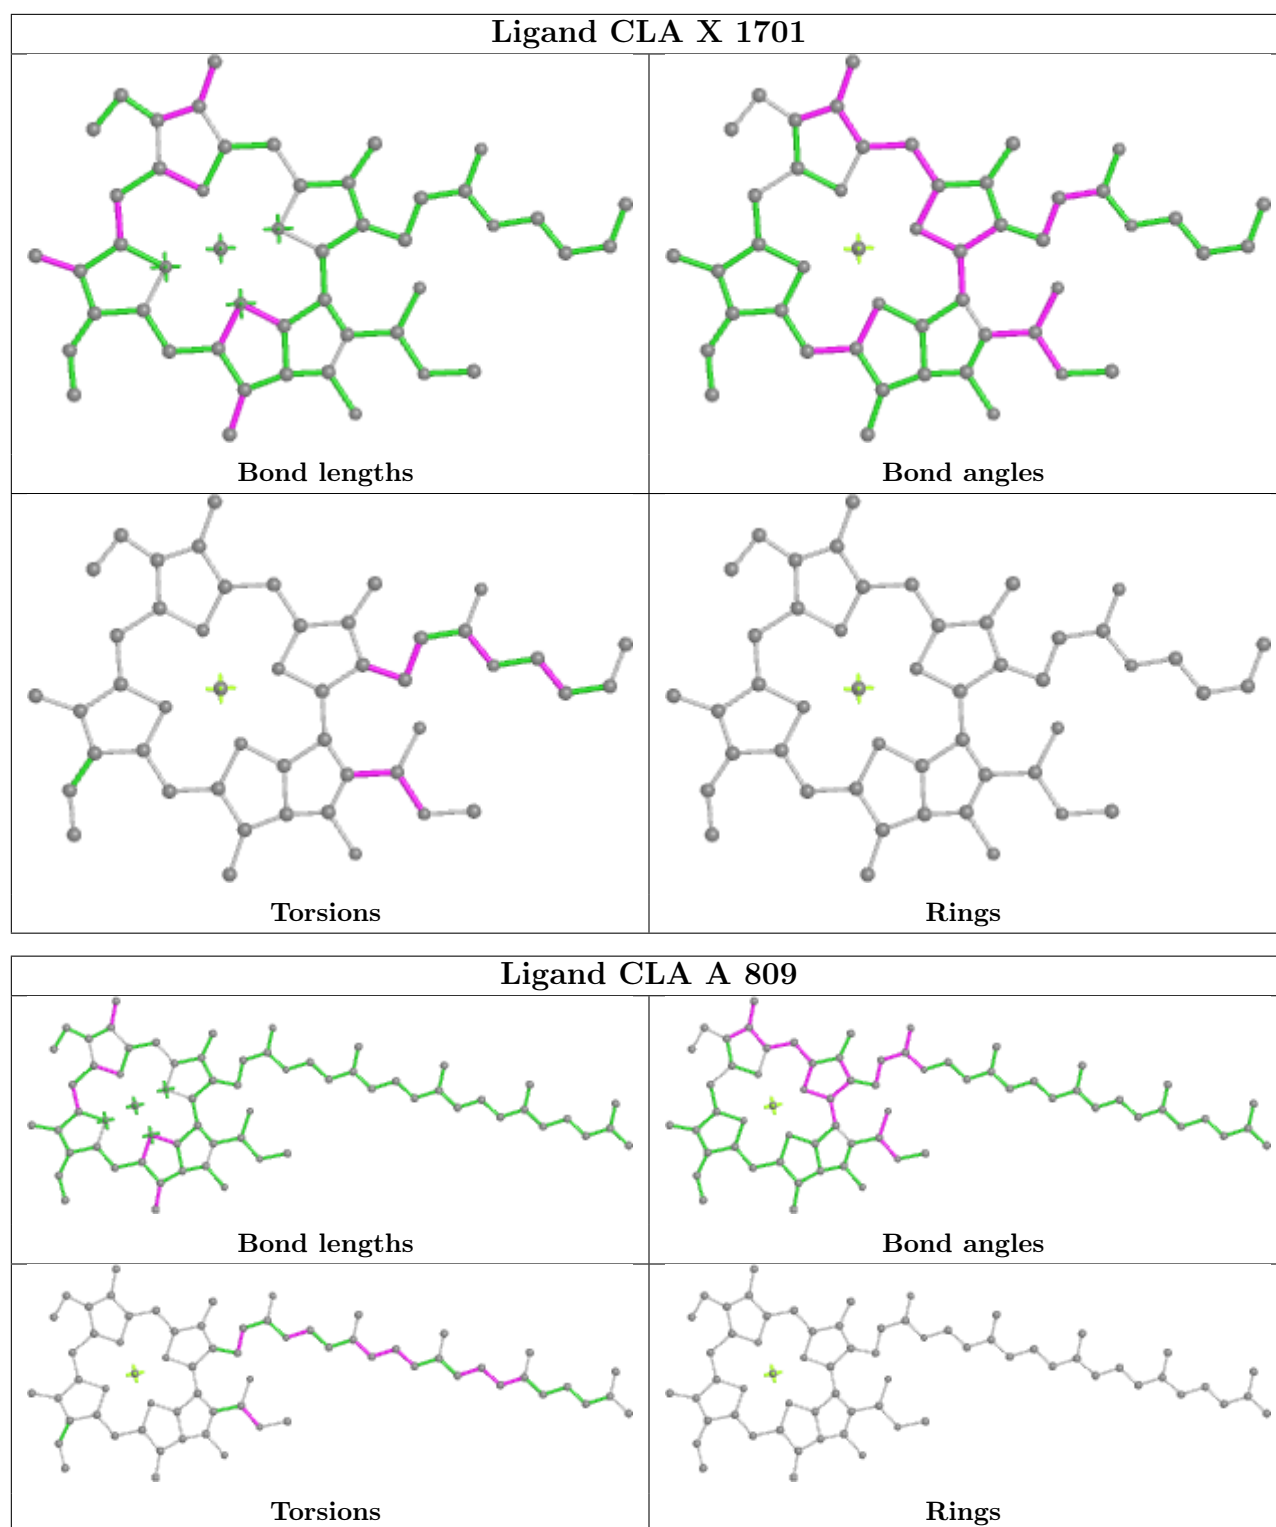 Ligand CLA X 1701
Bond lengths
Bond angles
Torsions
Rings
Ligand CLA A 809
Bond lengths
Bond angles
Torsions
Rings